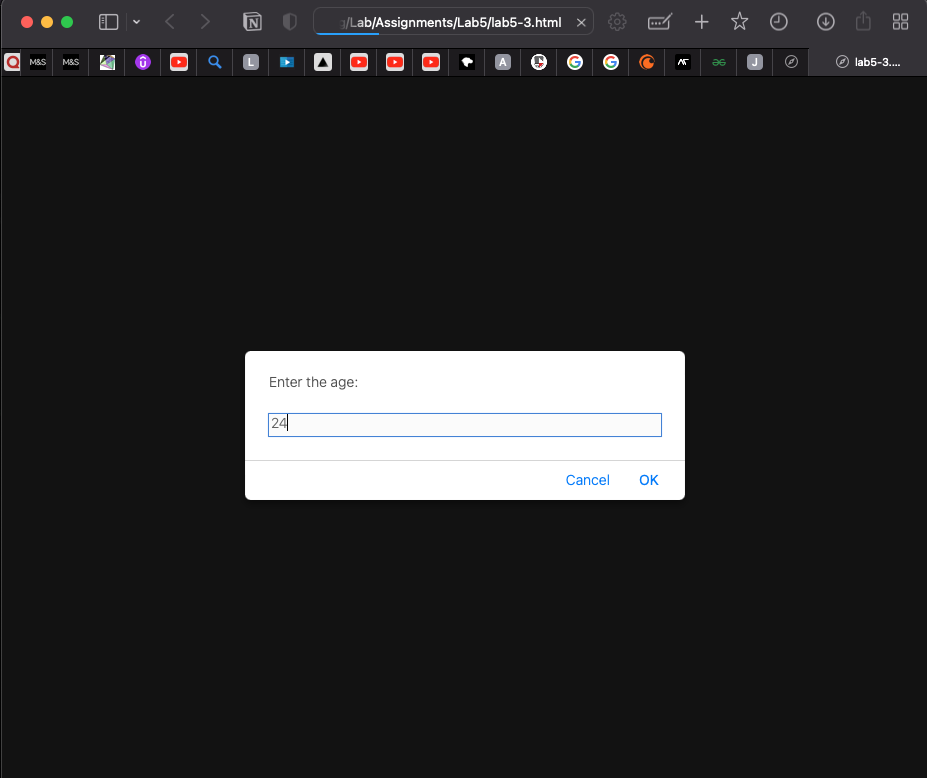 g/Lab/Assignments/Lab5/lab5-3.html
M&S
M&S
L
A
J
lab5-3....
Enter the age:
24
Cancel
OK